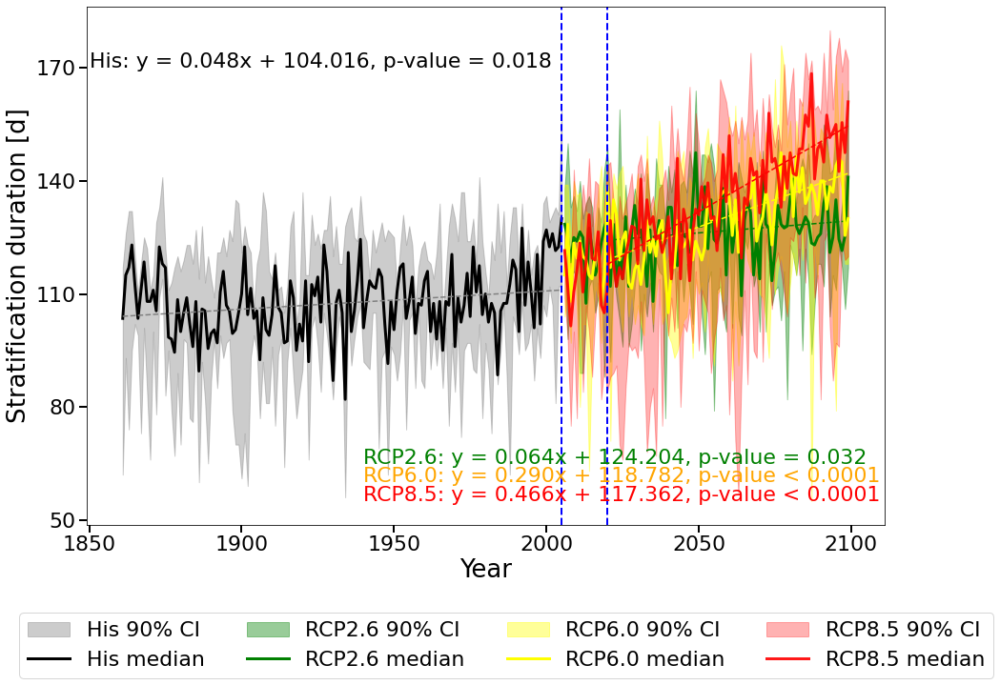 170
140
110
80
50
Stratification duration [d]
His: y = 0.048x + 104.016, p-value = 0.018
RCP2.6: y = 0.064x + 124.204, p-value = 0.032
RCP6.0: y = 0.290x + 118.782, p-value < 0.0001
RCP8.5: y = 0.466x + 117.362, p-value < 0.0001
1850 1900 1950 2000 2050 2100
Year
His 90% CI RCP2.6 90% CI RCP6.0 90% CI RCP8.5 90% CI
His median RCP2.6 median RCP6.0 median RCP8.5 median